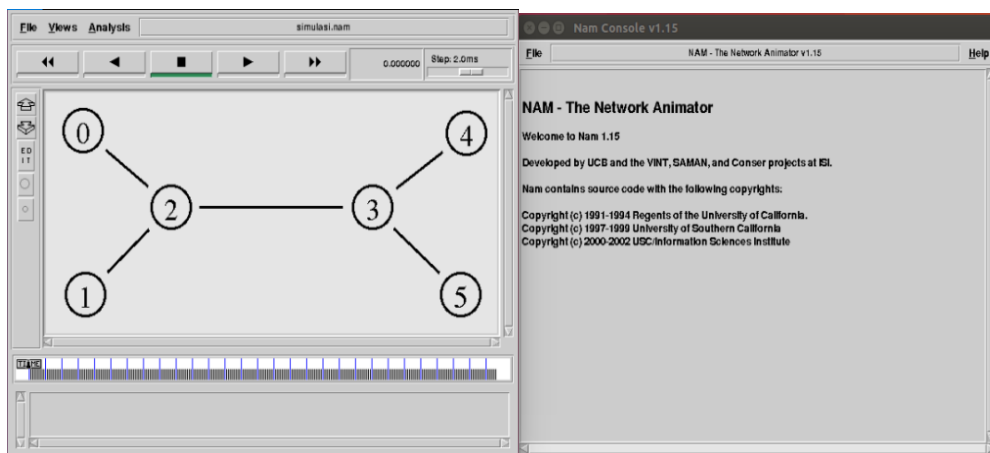 File Views Analysis simulasi.nam
0.000000 Step: 2.0ms
ED
IT
0
4
2
3
1
5
TIME
Nam Console v1.15
File NAM - The Network Animator v1.15 Help
NAM - The Network Animator
Welcome to Nam 1.15
Developed by UCB and the VINT, SAMAN, and Conser projects at ISI.
Nam contains source code with the following copyrights:
Copyright (c) 1991-1994 Regents of the University of California.
Copyright (c) 1997-1999 University of Southern California
Copyright (c) 2000-2002 USC/Information Sciences Institute